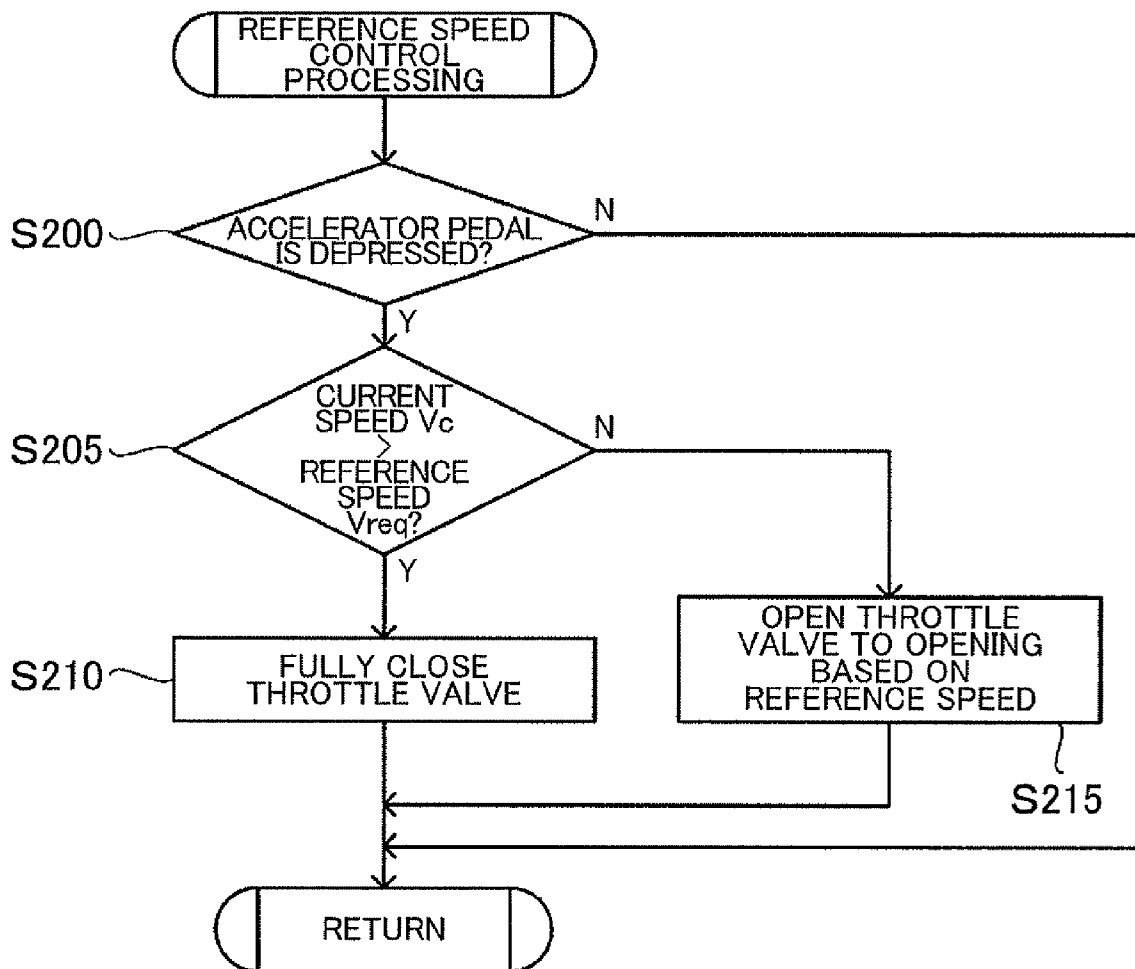 REFERENCE SPEED
CONTROL
PROCESSING
S200
ACCELERATOR PEDAL
IS DEPRESSED?
N
Y
S205
CURRENT
SPEED Vc
>
REFERENCE
SPEED
Vreq?
N
Y
S210
FULLY CLOSE
THROTTLE VALVE
OPEN THROTTLE
VALVE TO OPENING
BASED ON
REFERENCE SPEED
S215
RETURN